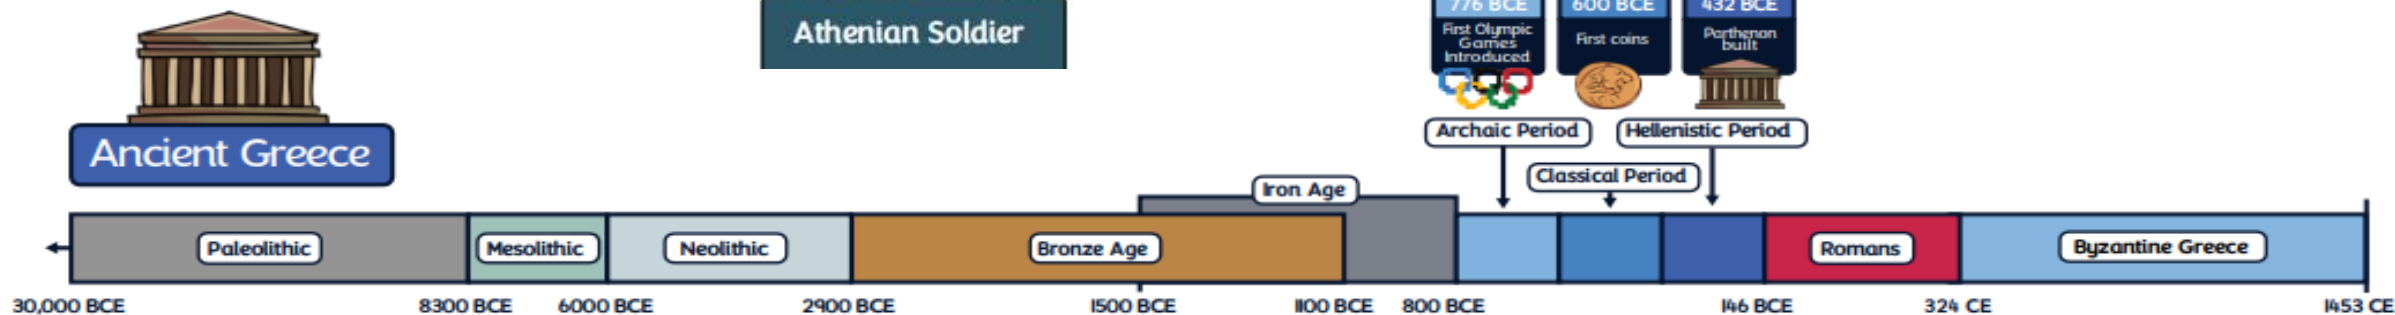 776 BCE
600 BCE
432 BCE
First Olympic
Games
Introduced
First coins
Parthenon
built
Athenian Soldier
Ancient Greece
Archaic Period
Hellenistic Period
Classical Period
Iron Age
Paleolithic
Mesolithic
Neolithic
Bronze Age
Romans
Byzantine Greece
30,000 BCE
8300 BCE
6000 BCE
2900 BCE
1500 BCE
1100 BCE
800 BCE
146 BCE
324 CE
1453 CE